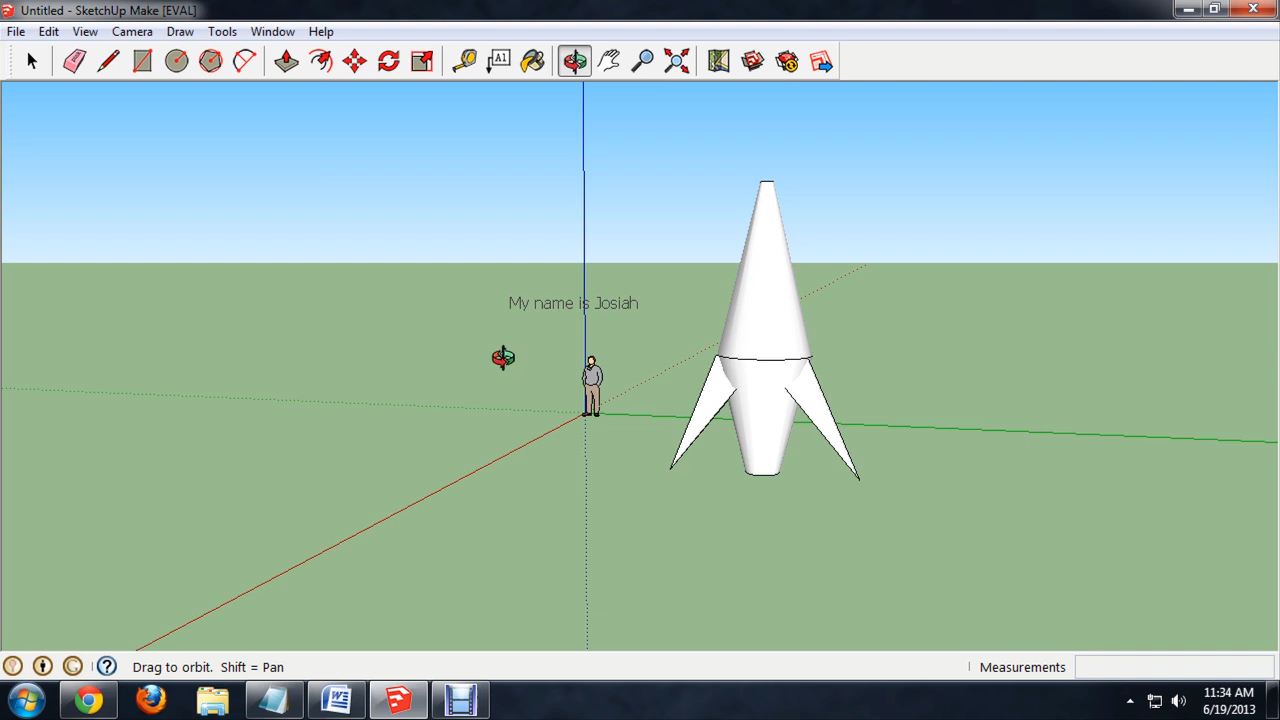 Untitled - SketchUp Make [EVAL]
File Edit View Camera Draw Tools Window Help
A1
My name is Josiah
G ? Drag to orbit. Shift = Pan Measurements
W
11:34 AM
6/19/2013